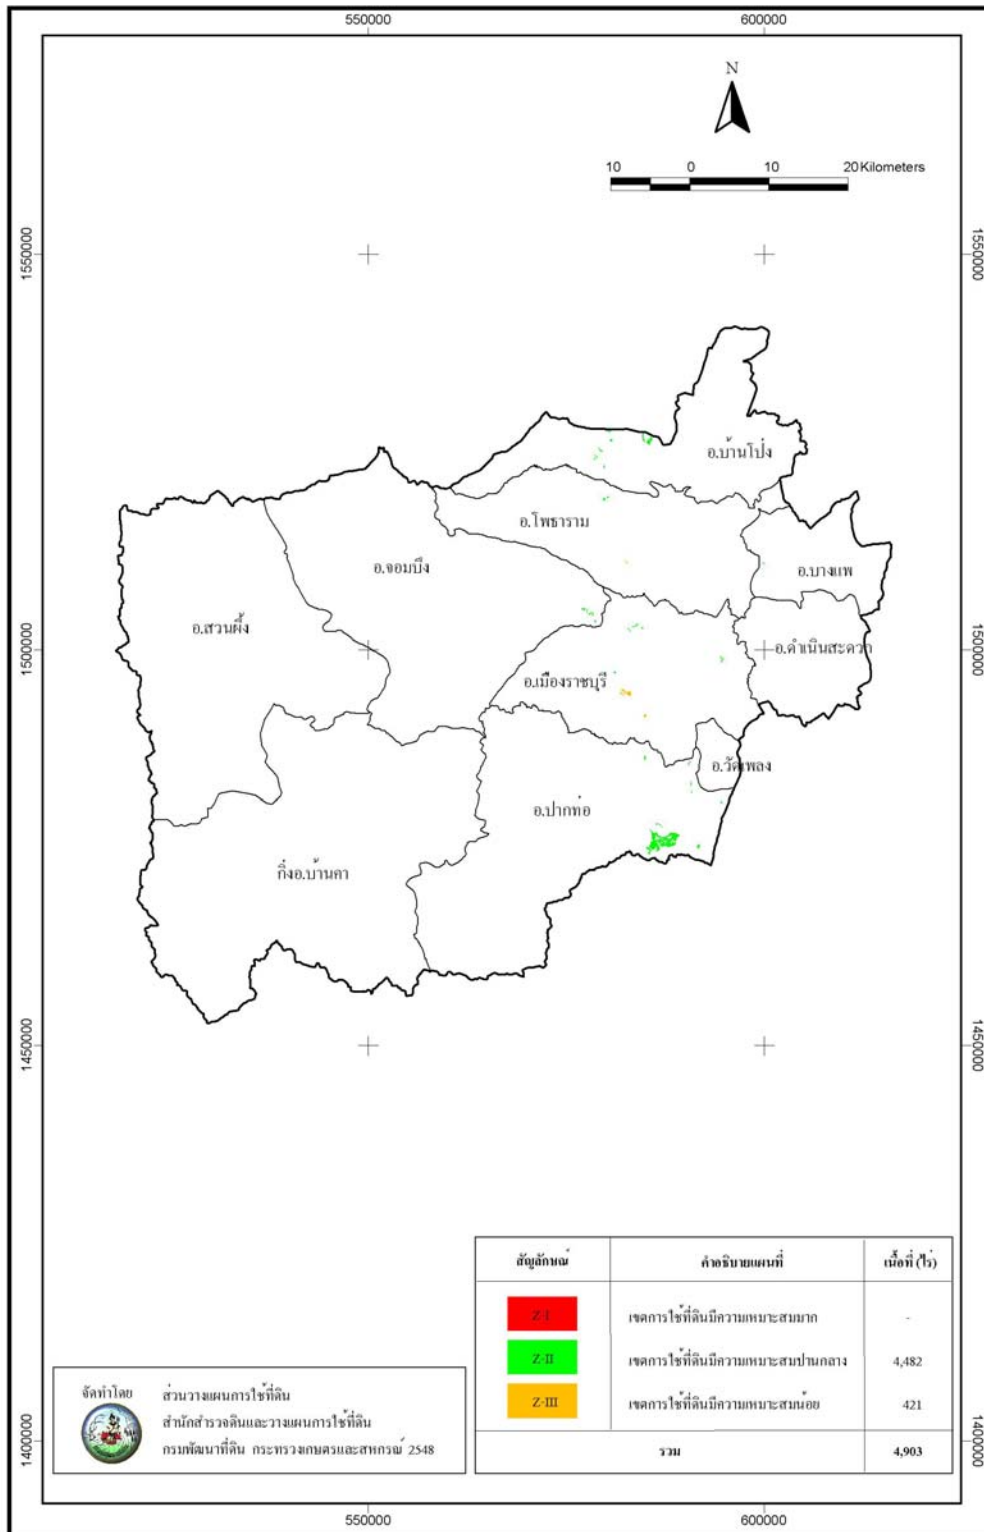 550000 600000
N
10 0 10 20 Kilometers
1550000 1550000
อ.บ้านโป่ง
อ.โพธาราม
อ.จอมบึง
อ.บางแพ
อ.สวนผึ้ง
1500000 1500000
อ.ดำเนินสะดวก
อ.เมืองราชบุรี
อ.วัดเพลง
อ.ปากท่อ
กิ่งอ.บ้านคา
1450000 1450000
สัญลักษณ์ คำอธิบายแผนที่ เนื้อที่ (ไร่)
Z-I เขตการใช้ที่ดินมีความเหมาะสมมาก -
Z-II เขตการใช้ที่ดินมีความเหมาะสมปานกลาง 4,482
Z-III เขตการใช้ที่ดินมีความเหมาะสมน้อย 421
รวม 4,903
จัดทำโดย ส่วนวางแผนการใช้ที่ดิน
สำนักสำรวจดินและวางแผนการใช้ที่ดิน
กรมพัฒนาที่ดิน กระทรวงเกษตรและสหกรณ์ 2548
1400000 1400000
550000 600000